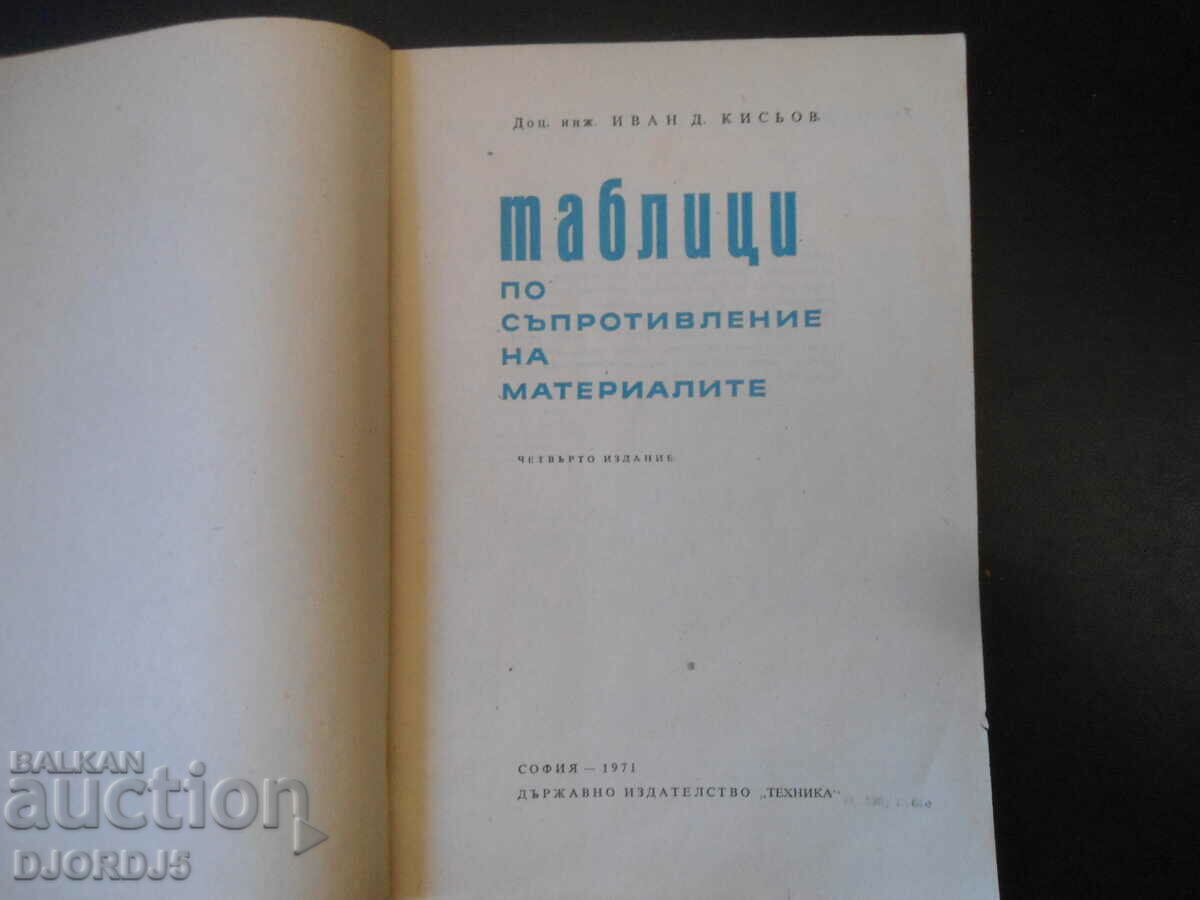 Доц. инж. ИВАН Д. КИСЬОВ
таблици
ПО
СЪПРОТИВЛЕНИЕ
НА
МАТЕРИАЛИТЕ
ЧЕТВЪРТО ИЗДАНИЕ
СОФИЯ — 1971
ДЪРЖАВНО ИЗДАТЕЛСТВО „ТЕХНИКА“
BALKAN
auction
DJORDJ5